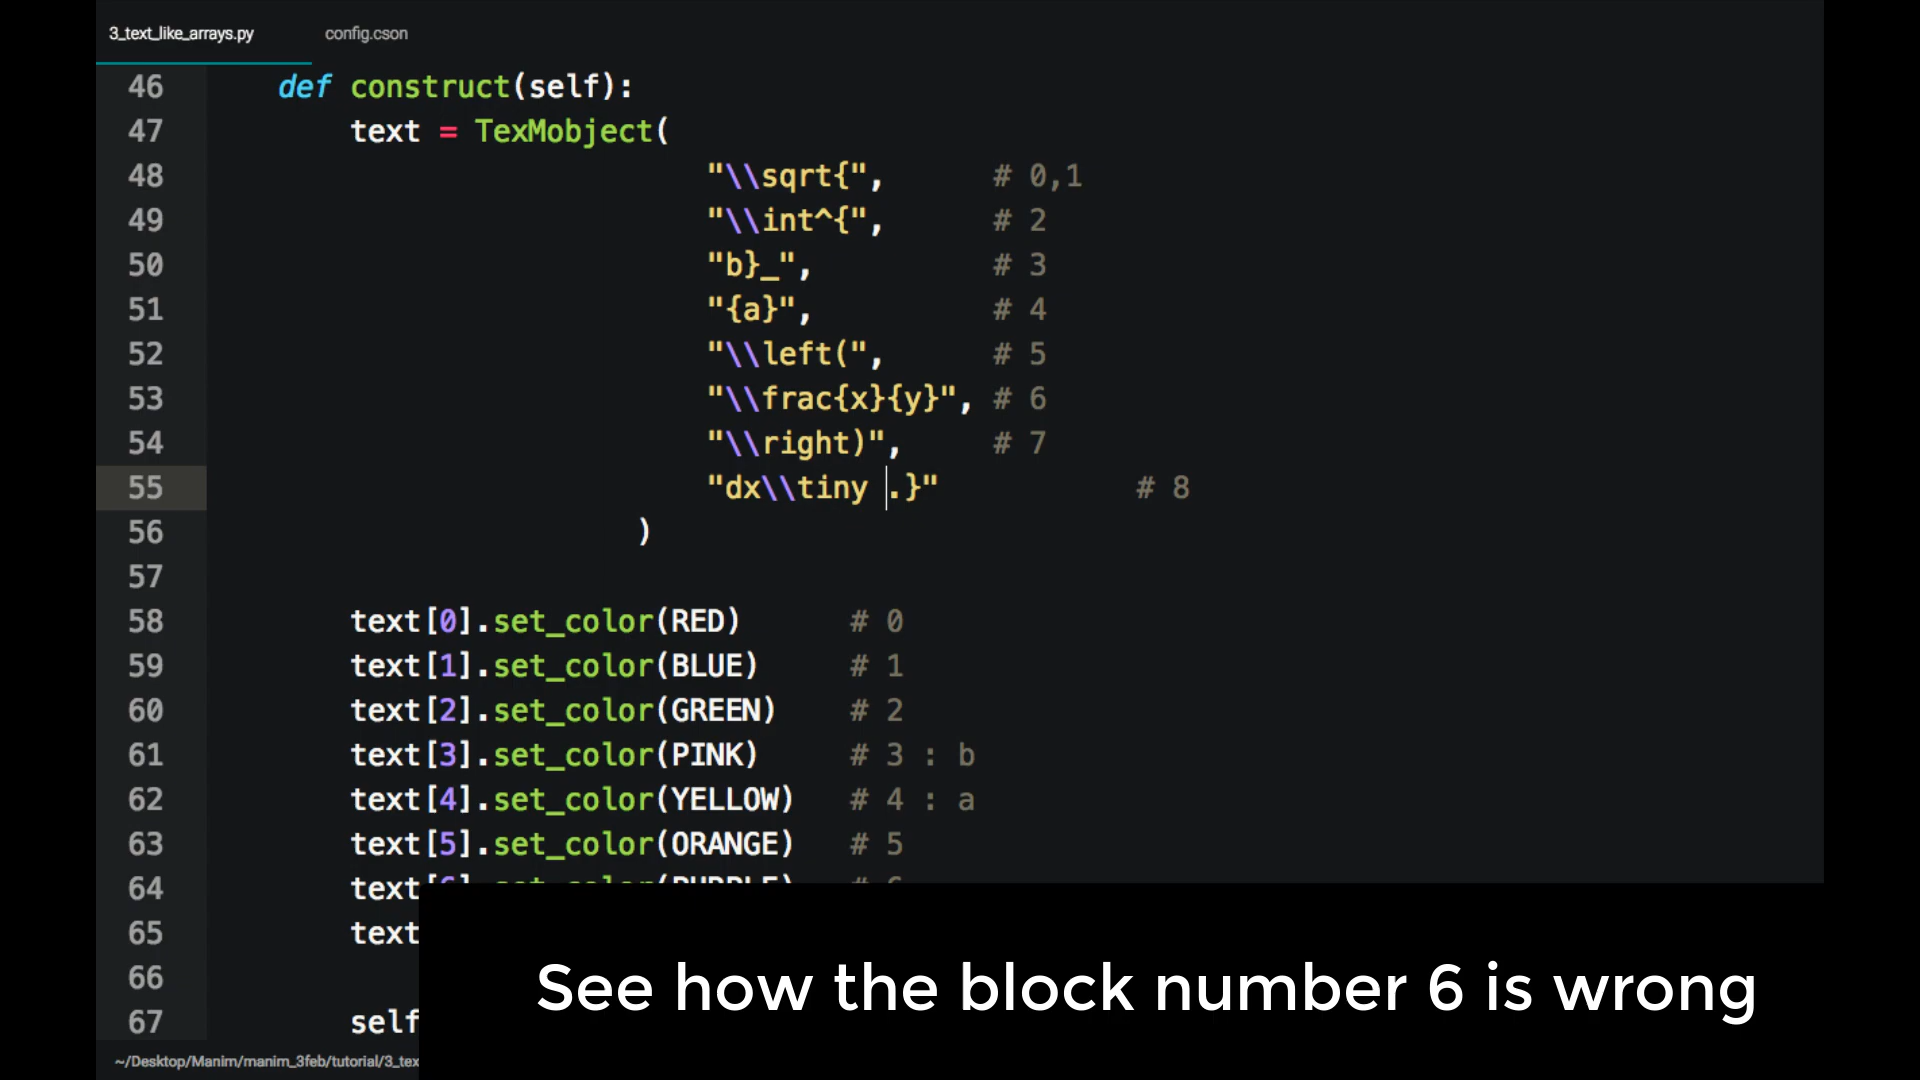 3_text_like_arrays.py config.cson
46 def construct(self):
47 text = TexMobject(
48 "\\sqrt{", # 0,1
49 "\\int^{", # 2
50 "b}_", # 3
51 "{a}", # 4
52 "\\left(", # 5
53 "\\frac{x}{y}", # 6
54 "\\right)", # 7
55 "dx\\tiny .}" # 8
56 )
57
58 text[0].set_color(RED) # 0
59 text[1].set_color(BLUE) # 1
60 text[2].set_color(GREEN) # 2
61 text[3].set_color(PINK) # 3 : b
62 text[4].set_color(YELLOW) # 4 : a
63 text[5].set_color(ORANGE) # 5
64 text[6].set_color(PURPLE) # 6
65 text
66
67 self
~/Desktop/Manim/manim_3feb/tutorial/3_tex
See how the block number 6 is wrong